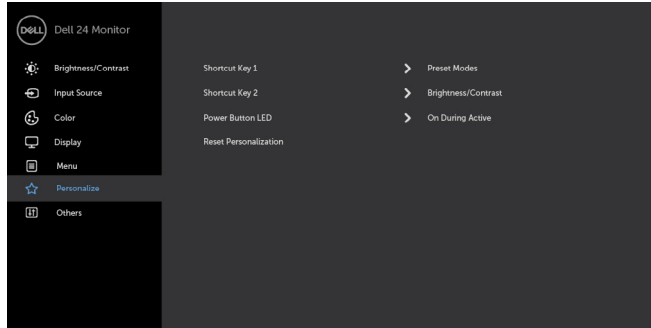 DELL Dell 24 Monitor
Brightness/Contrast
Input Source
Color
Display
Menu
Personalize
Others
Shortcut Key 1 Preset Modes
Shortcut Key 2 Brightness/Contrast
Power Button LED On During Active
Reset Personalization